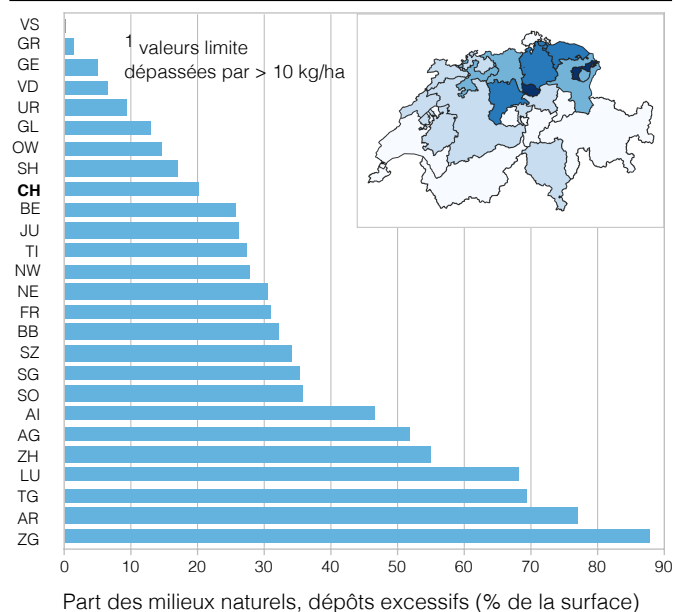 VS
GR
GE
VD
UR
GL
OW
SH
CH
BE
JU
TI
NW
NE
FR
BB
SZ
SG
SO
AI
AG
ZH
LU
TG
AR
ZG
1 valeurs limite
dépassées par > 10 kg/ha
0 10 20 30 40 50 60 70 80 90
Part des milieux naturels, dépôts excessifs (% de la surface)